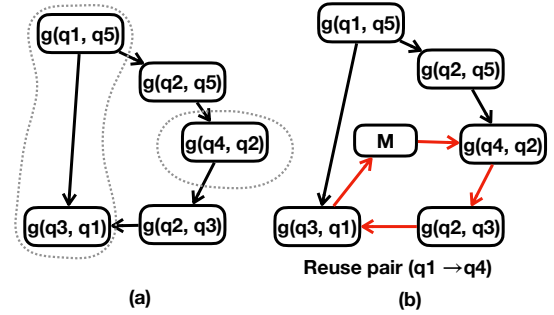 g(q1, q5)
g(q2, q5)
g(q4, q2)
g(q3, q1)
g(q2, q3)
(a)
g(q1, q5)
g(q2, q5)
M
g(q4, q2)
g(q3, q1)
g(q2, q3)
Reuse pair (q1 →q4)
(b)